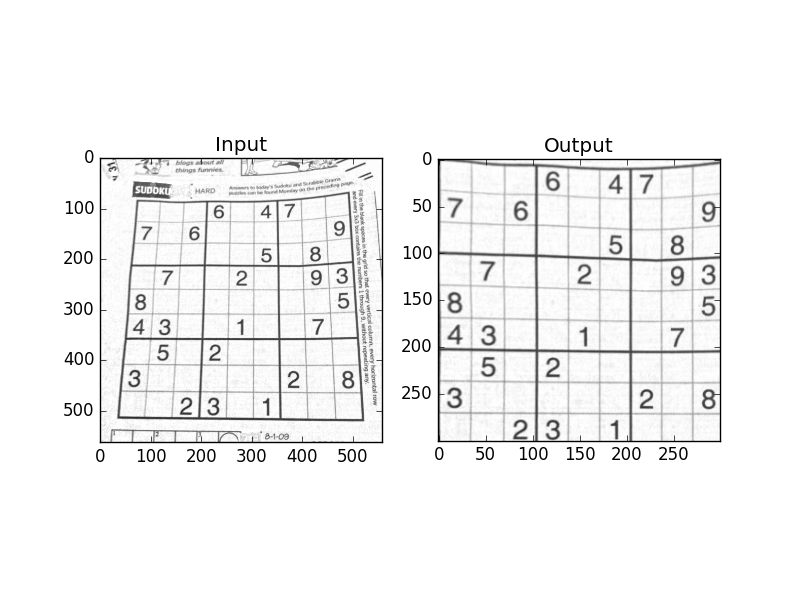 Input
0
100
200
300
400
500
0 100 200 300 400 500
31
blogs about all
things funnies.
SUDOKU HARD
Answers to today's Sudoku and Scrabble Grams
puzzles can be found Monday on the preceding page.
Fill in the blank spaces in the grid so that every vertical column, every horizontal row
and every 3x3 box contains the numbers 1 through 9, without repeating any.
6 4 7
7 6 9
5 8
7 2 9 3
8 5
4 3 1 7
5 2
3 2 8
2 3 1
8-1-09
Output
0
50
100
150
200
250
0 50 100 150 200 250
6 4 7
7 6 9
5 8
7 2 9 3
8 5
4 3 1 7
5 2
3 2 8
2 3 1